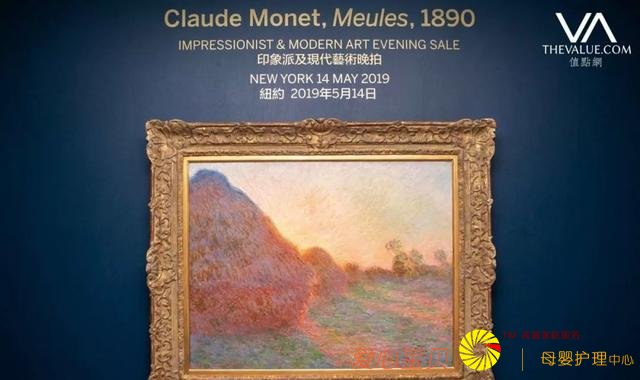 Claude Monet, Meules, 1890
IMPRESSIONIST & MODERN ART EVENING SALE
印象派及現代藝術晚拍
NEW YORK 14 MAY 2019
紐約 2019年5月14日
VA
THEVALUE.COM
值點網
母婴护理中心